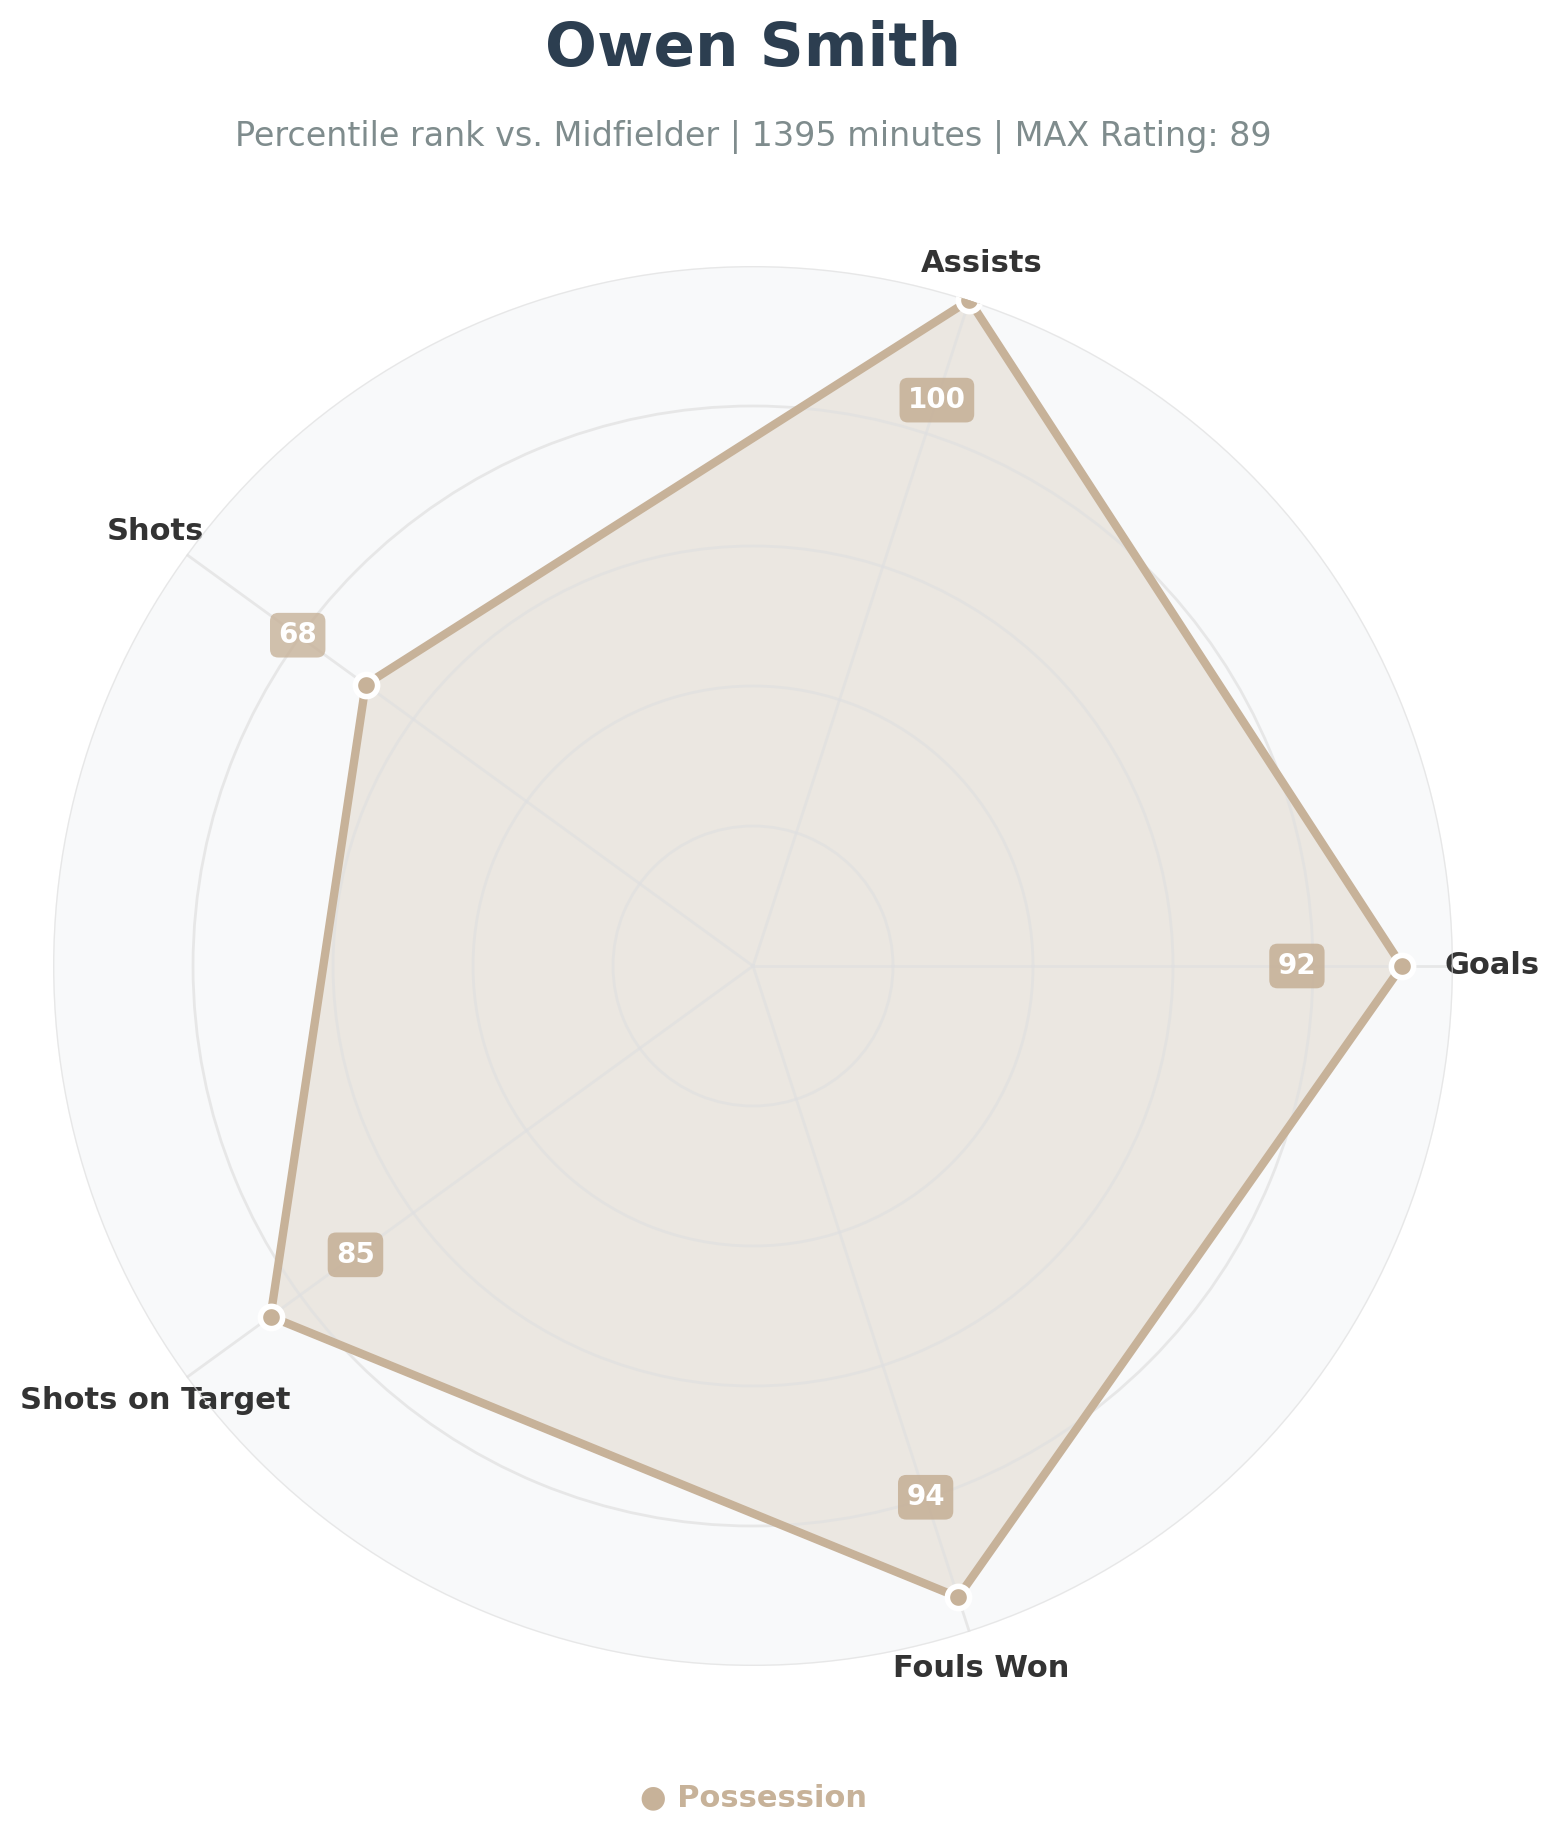 Owen Smith
Percentile rank vs. Midfielder | 1395 minutes | MAX Rating: 89
Assists
100
Shots
68
92
Goals
85
Shots on Target
94
Fouls Won
Possession